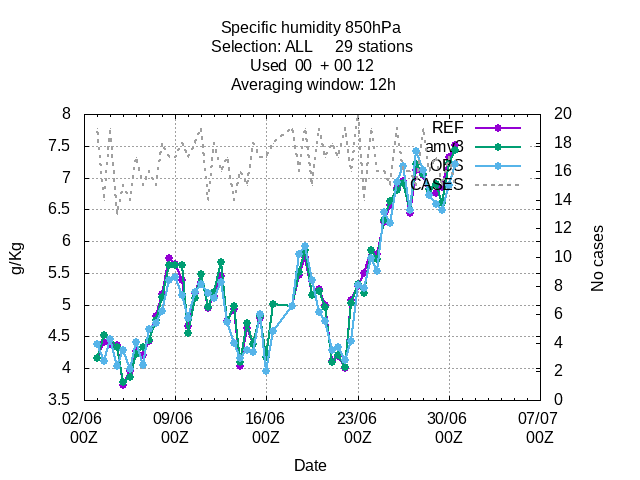 Specific humidity 850hPa
Selection: ALL 29 stations
Used 00 + 00 12
Averaging window: 12h
8 20
7.5 18
7 16
6.5 14
6 12
5.5 10
5 8
4.5 6
4 4
3.5 2
0
g/Kg
No cases
REF
amv8
OBS
CASES
02/06 09/06 16/06 23/06 30/06 07/07
00Z 00Z 00Z 00Z 00Z 00Z
Date